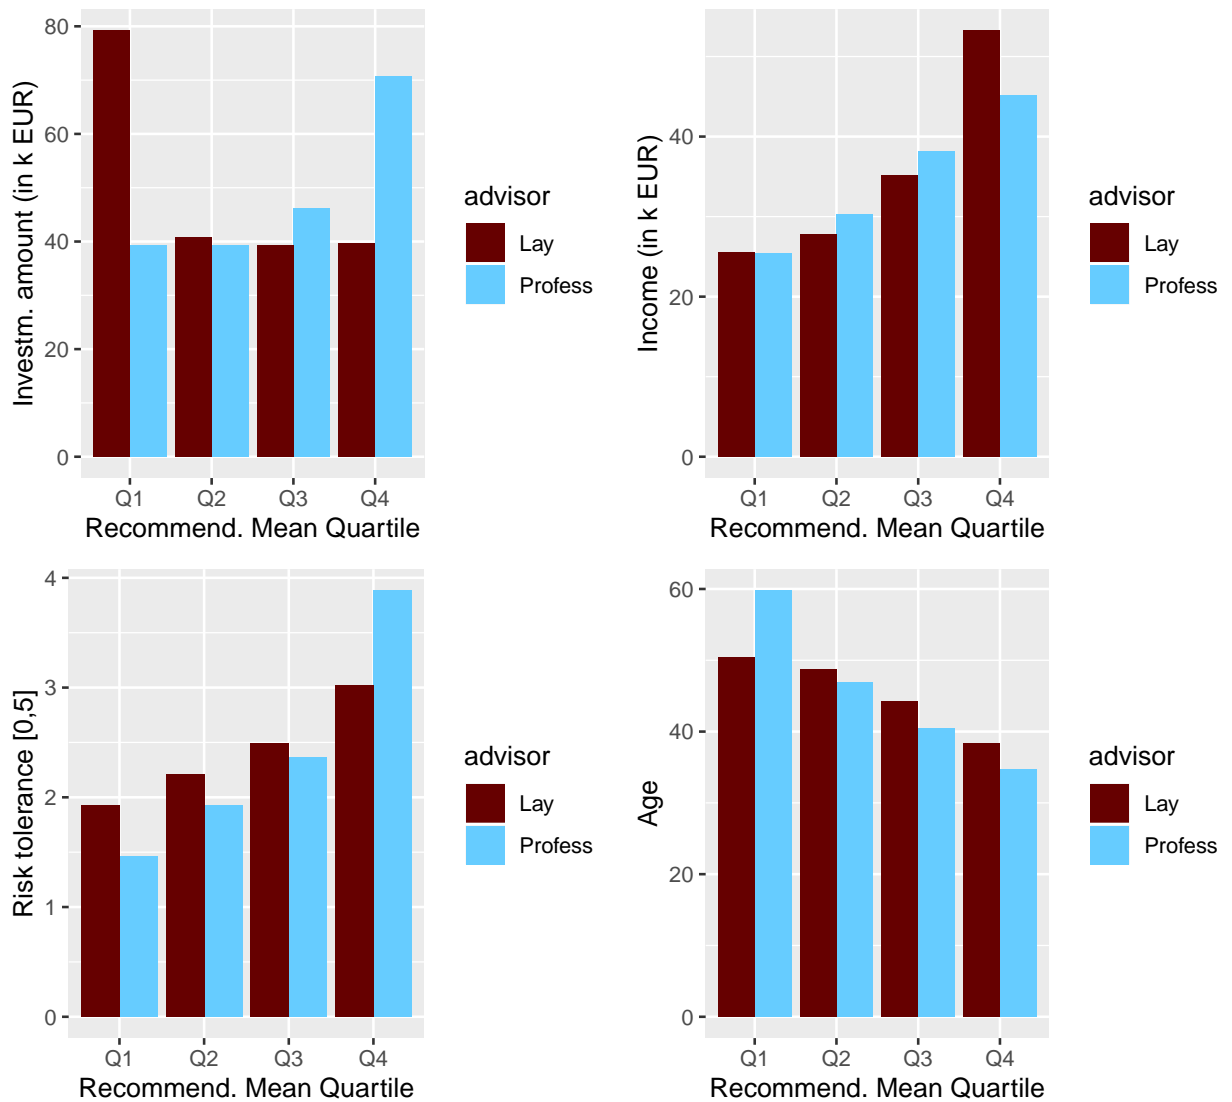 Investm. amount (in k EUR)
80
60
40
20
0
Q1 Q2 Q3 Q4
Recommend. Mean Quartile
advisor
Lay
Profess
Income (in k EUR)
40
20
0
Q1 Q2 Q3 Q4
Recommend. Mean Quartile
advisor
Lay
Profess
Risk tolerance [0,5]
4
3
2
1
0
Q1 Q2 Q3 Q4
Recommend. Mean Quartile
advisor
Lay
Profess
Age
60
40
20
0
Q1 Q2 Q3 Q4
Recommend. Mean Quartile
advisor
Lay
Profess